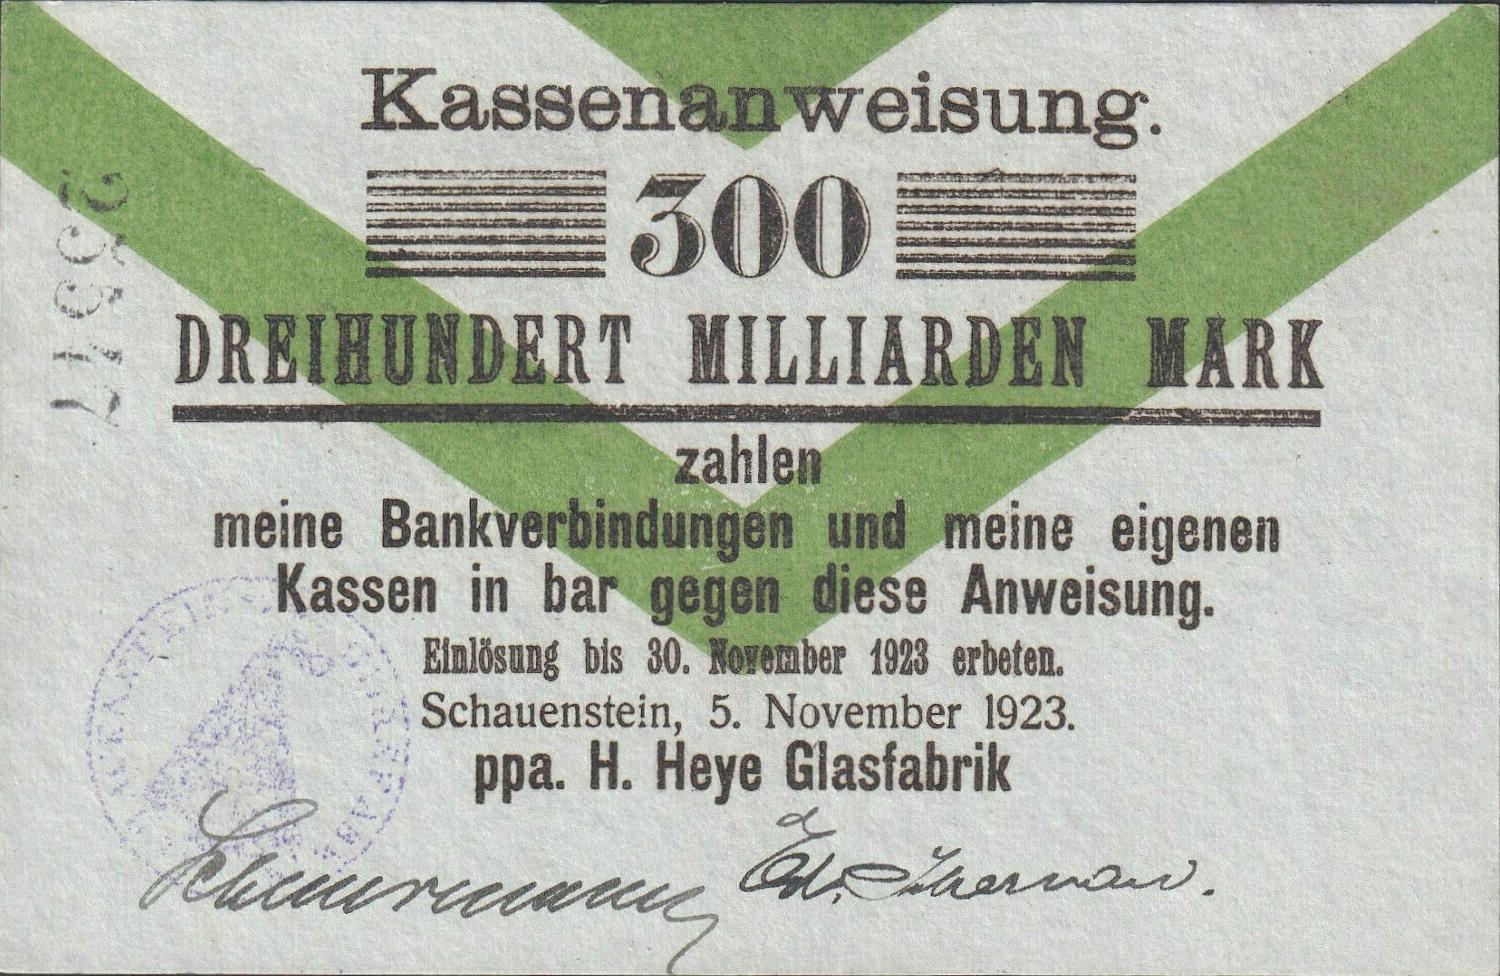 Kassenanweisung.
300
DREIHUNDERT MILLIARDEN MARK
zahlen
meine Bankverbindungen und meine eigenen
Kassen in bar gegen diese Anweisung.
Einlösung bis 30. November 1923 erbeten.
Schauenstein, 5. November 1923.
ppa. H. Heye Glasfabrik